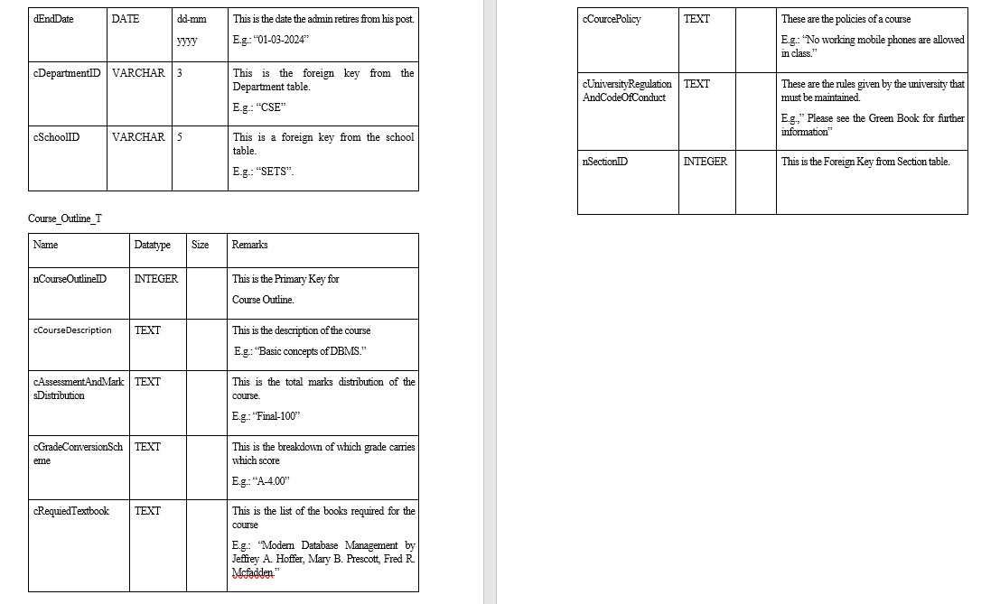 dEndDate DATE dd-mm This is the date the admin retires from his post.
yyyy E.g.: “01-03-2024”
cDepartmentID VARCHAR 3 This is the foreign key from the
Department table.
E.g.: “CSE”
cSchoolID VARCHAR 5 This is a foreign key from the school
table.
E.g.: “SETS”.
Course_Outline_T
Name Datatype Size Remarks
nCourseOutlineID INTEGER This is the Primary Key for
Course Outline.
cCourseDescription TEXT This is the description of the course
E.g.: “Basic concepts of DBMS.”
cAssessmentAndMark TEXT This is the total marks distribution of the
sDistribution course.
E.g.: “Final-100”
cGradeConversionSch TEXT This is the breakdown of which grade carries
eme which score
E.g.: “A-4.00”
cRequiedTextbook TEXT This is the list of the books required for the
course
E.g.: “Modern Database Management by
Jeffrey A. Hoffer, Mary B. Prescott, Fred R.
Mcfadden.”
cCourcePolicy TEXT These are the policies of a course
E.g.: “No working mobile phones are allowed
in class.”
cUniversityRegulation TEXT These are the rules given by the university that
AndCodeOfConduct must be maintained.
E.g.,” Please see the Green Book for further
information”
nSectionID INTEGER This is the Foreign Key from Section table.